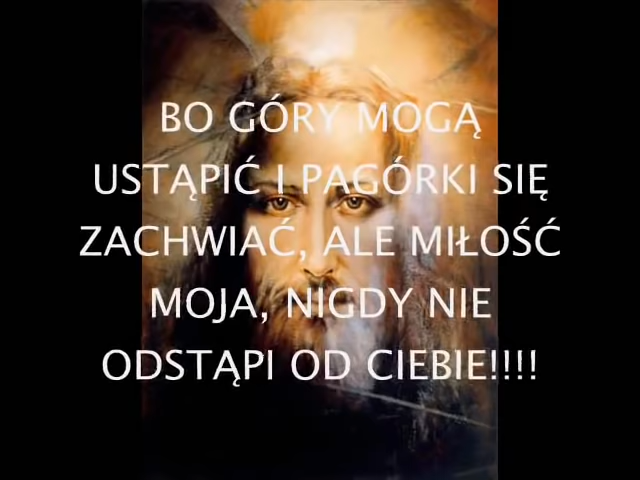 BO GÓRY MOGĄ
USTĄPIĆ I PAGÓRKI SIĘ
ZACHWIAĆ, ALE MIŁOŚĆ
MOJA, NIGDY NIE
ODSTĄPI OD CIEBIE!!!!